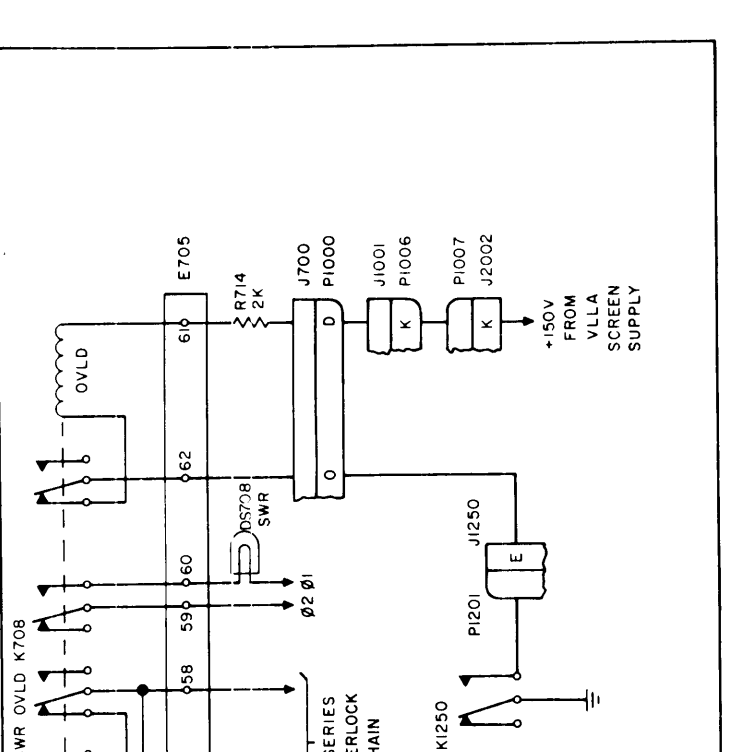 E705
J700
P1000
J1001
P1006
P1007
J2002
R714
2K
61
D
K
K
+150V
FROM
VLLA
SCREEN
SUPPLY
OVLD
62
O
DS708
SWR
J1250
E
P1201
60
Ø1
Ø2
59
58
WR OVLD K708
SERIES
ERLOCK
HAIN
K1250